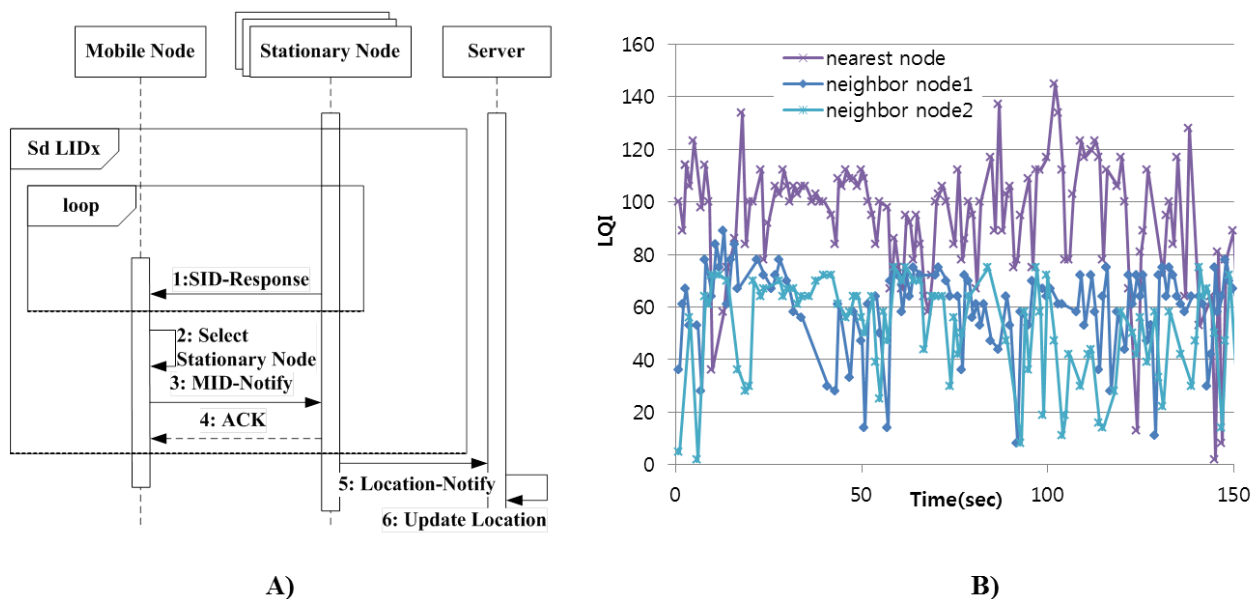 Mobile Node
Stationary Node
Server
Sd LIDx
loop
1:SID-Response
2: Select
Stationary Node
3: MID-Notify
4: ACK
5: Location-Notify
6: Update Location
A)
160
140
120
100
80
60
40
20
0
LQI
nearest node
neighbor node1
neighbor node2
0
50
100
150
Time(sec)
B)